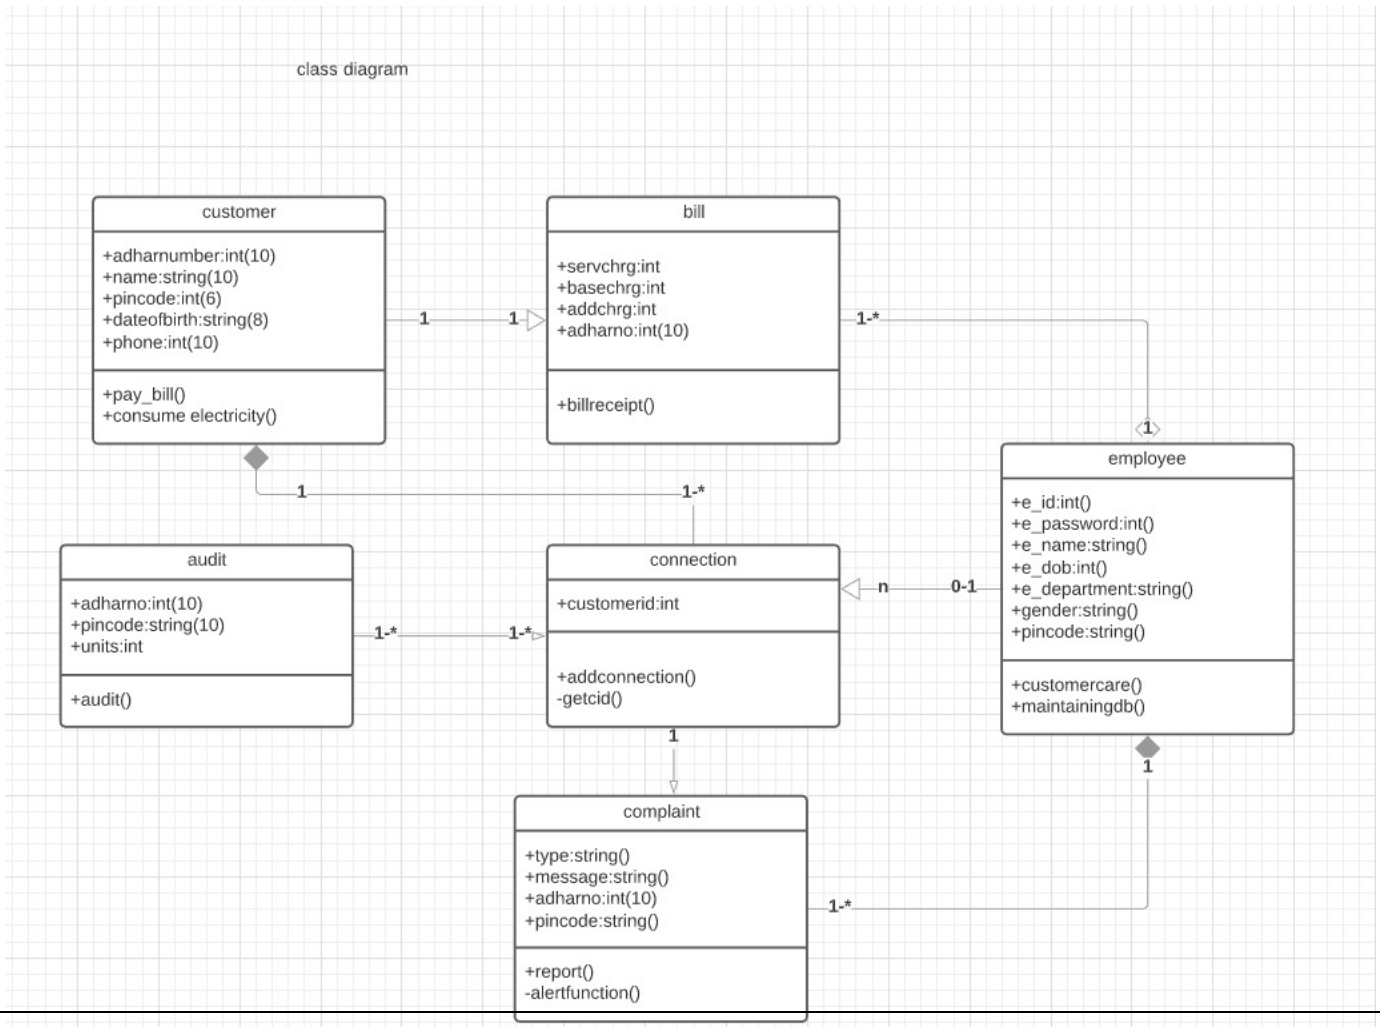 class diagram
customer
+adharnumber:int(10)
+name:string(10)
+pincode:int(6)
+dateofbirth:string(8)
+phone:int(10)
+pay_bill()
+consume electricity()
1
1
bill
+servchrg:int
+basechrg:int
+addchrg:int
+adharno:int(10)
+billreceipt()
1-*
1
employee
+e_id:int()
+e_password:int()
+e_name:string()
+e_dob:int()
+e_department:string()
+gender:string()
+pincode:string()
+customercare()
+maintainingdb()
1
1
1-*
audit
+adharno:int(10)
+pincode:string(10)
+units:int
+audit()
1-*
1-*
connection
+customerid:int
+addconnection()
-getcid()
n
0-1
1
complaint
+type:string()
+message:string()
+adharno:int(10)
+pincode:string()
+report()
-alertfunction()
1-*